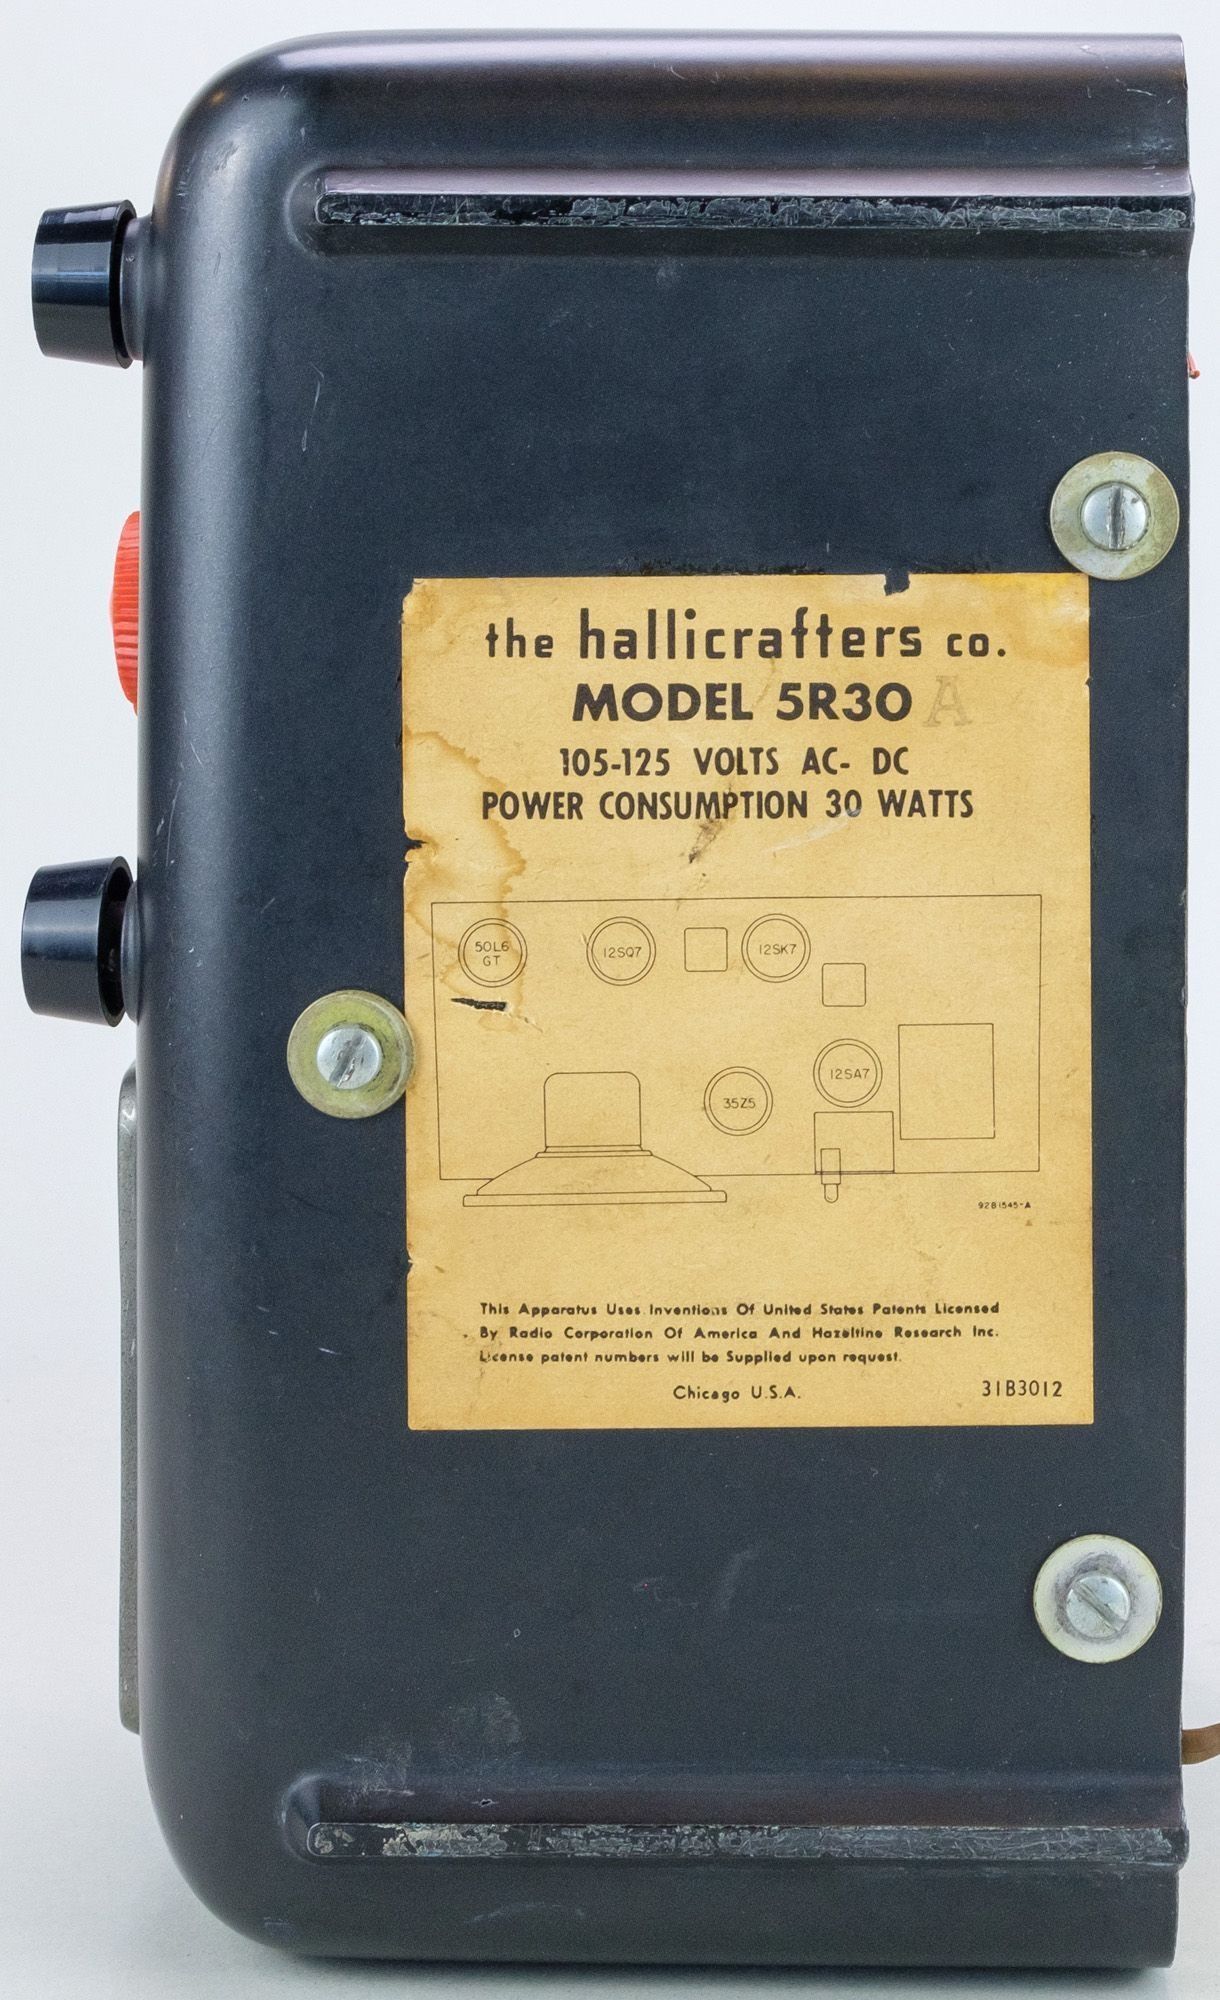 the hallicrafters co.
MODEL 5R30 A
105-125 VOLTS AC- DC
POWER CONSUMPTION 30 WATTS
50L6
GT
12SQ7
12SK7
12SA7
35Z5
92B1545-A
This Apparatus Uses Inventions Of United States Patents Licensed
By Radio Corporation Of America And Hazeltine Research Inc.
License patent numbers will be Supplied upon request.
Chicago U.S.A.
31B3012